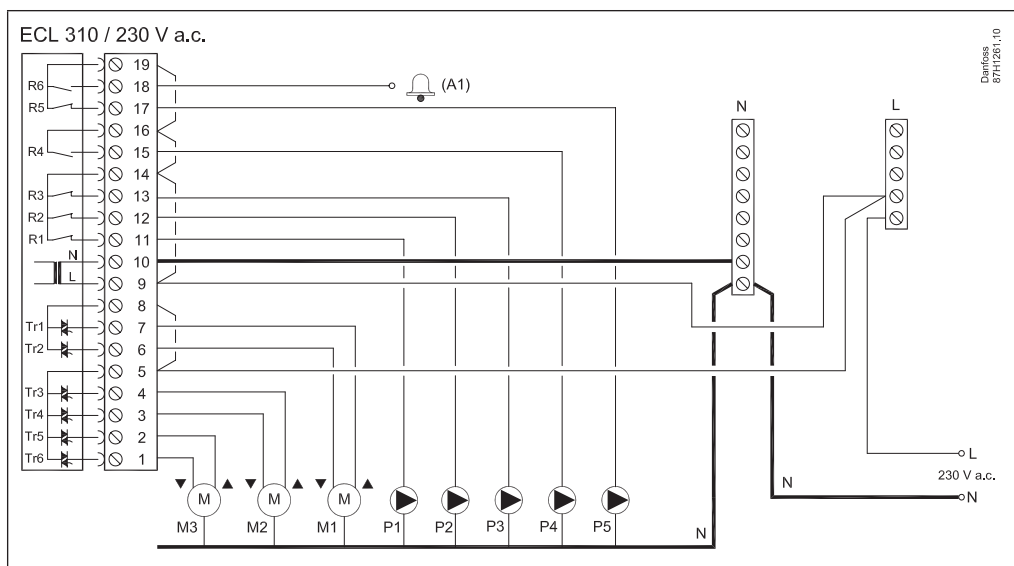 ECL 310 / 230 V a.c.
Danfoss
87H1261.10
19
R6 18 (A1)
R5 17
16
R4 15
14
R3 13
R2 12
R1 11
N 10
L 9
8
Tr1 7
Tr2 6
5
Tr3 4
Tr4 3
Tr5 2
Tr6 1
N
L
M M M
M3 M2 M1 P1 P2 P3 P4 P5
N
L
230 V a.c.
N N